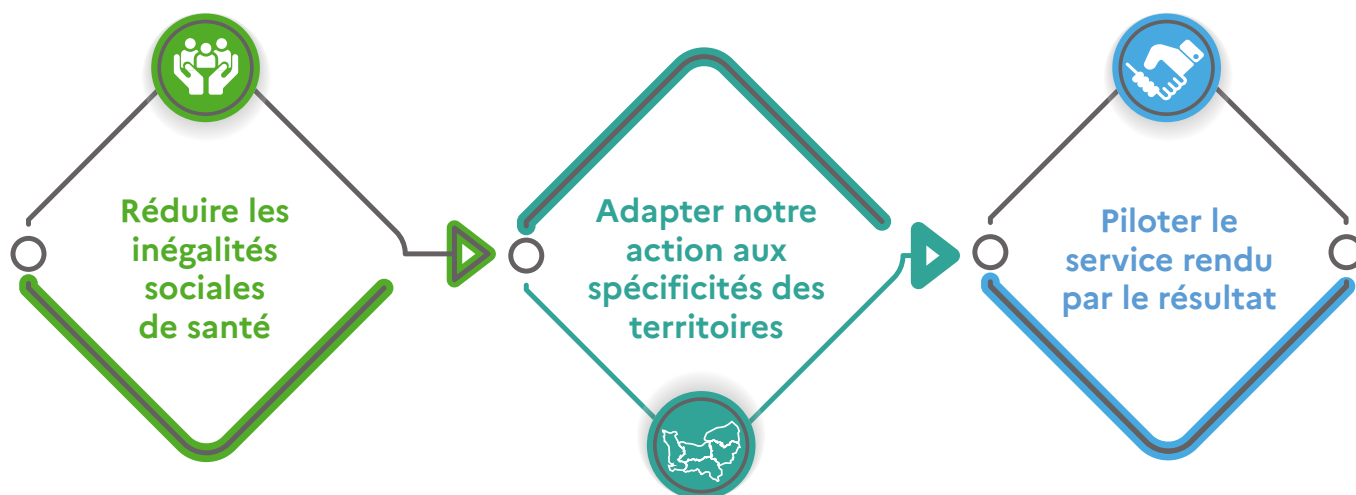 Réduire les
inégalités
sociales
de santé
Adapter notre
action aux
spécificités des
territoires
Piloter le
service rendu
par le résultat